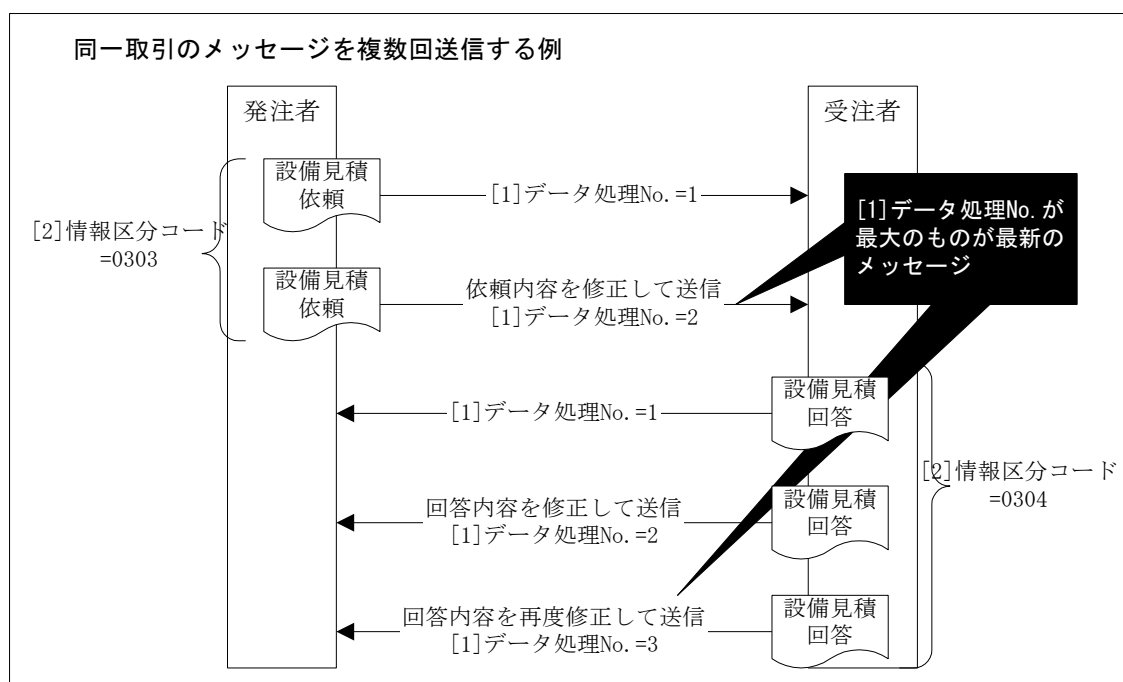 同一取引のメッセージを複数回送信する例
発注者
受注者
設備見積
依頼
[1]データ処理No.=1
[2]情報区分コード
=0303
[1]データ処理No.が
最大のものが最新の
メッセージ
設備見積
依頼
依頼内容を修正して送信
[1]データ処理No.=2
設備見積
回答
[1]データ処理No.=1
[2]情報区分コード
=0304
設備見積
回答
回答内容を修正して送信
[1]データ処理No.=2
設備見積
回答
回答内容を再度修正して送信
[1]データ処理No.=3